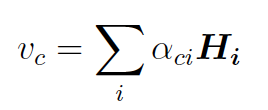 $v_c = \sum_i \alpha_{ci} \boldsymbol{H_i}$